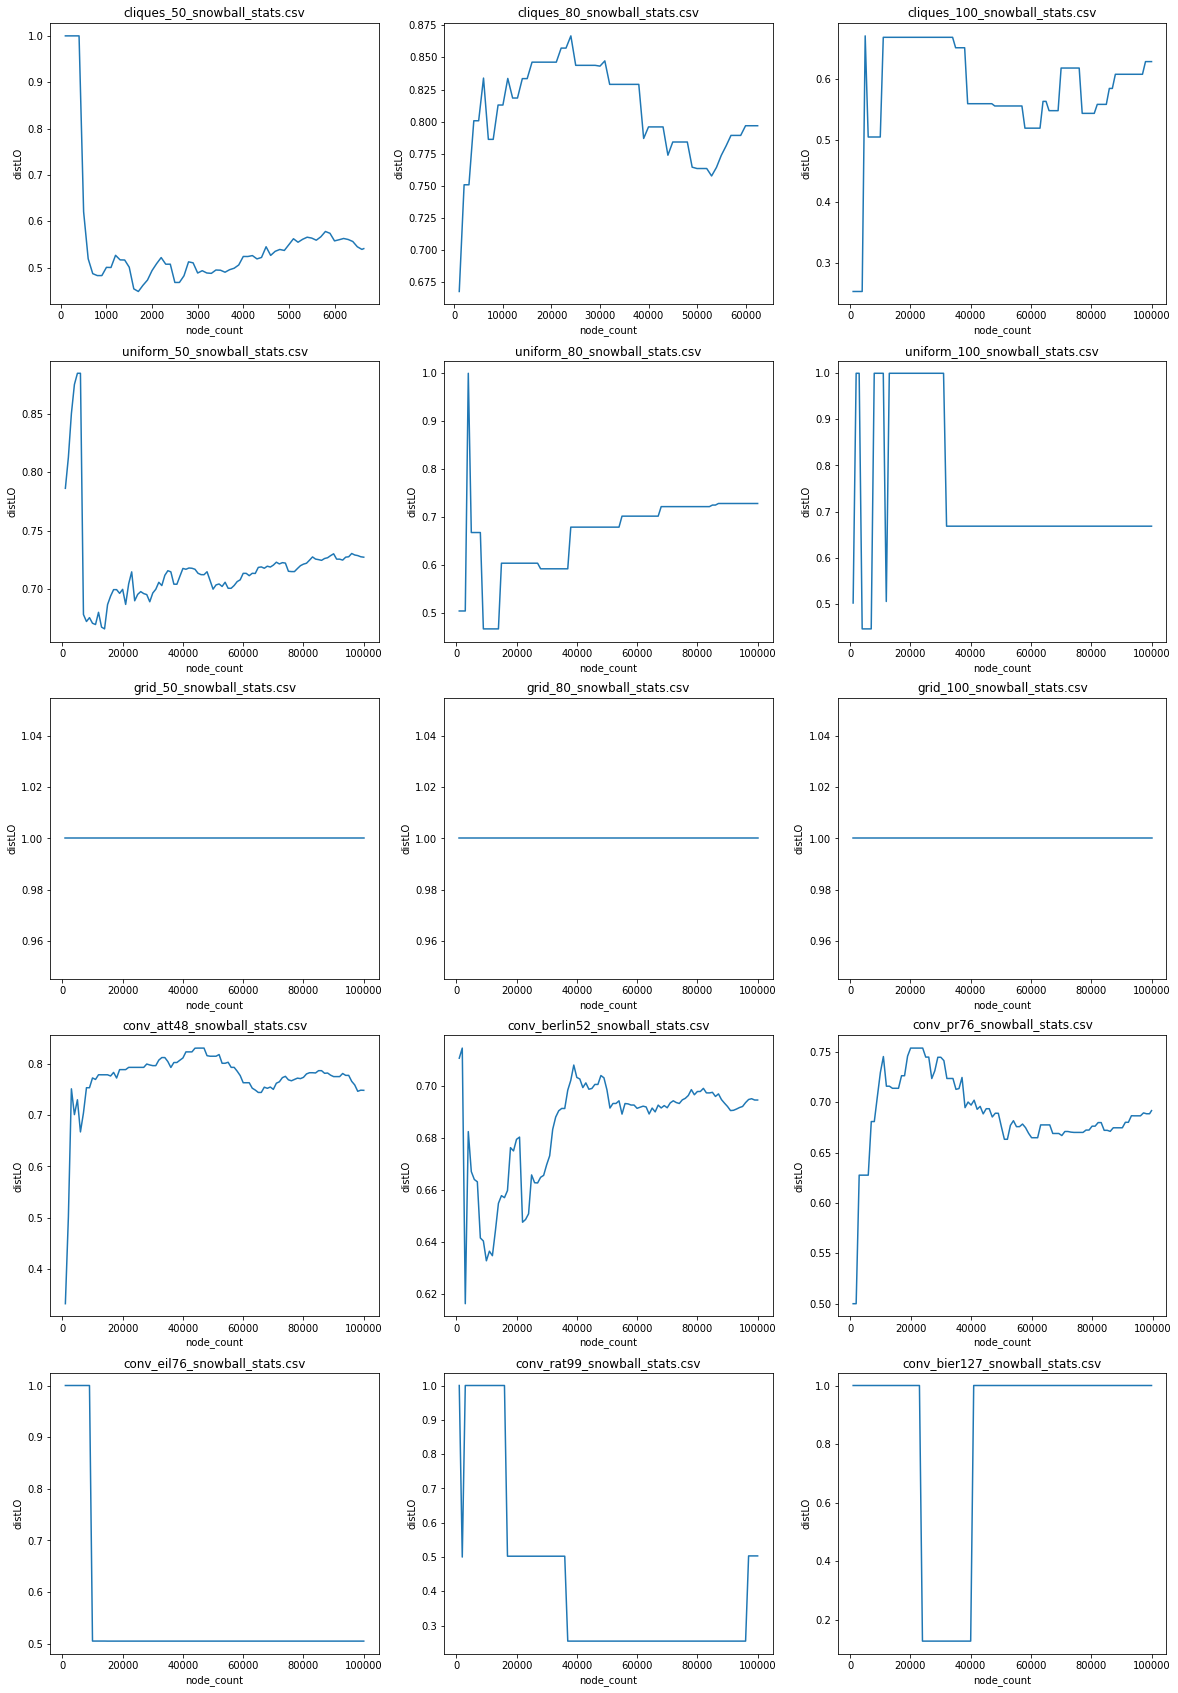 cliques_50_snowball_stats.csv
distLO
1.0
0.9
0.8
0.7
0.6
0.5
0 1000 2000 3000 4000 5000 6000
node_count
cliques_80_snowball_stats.csv
distLO
0.875
0.850
0.825
0.800
0.775
0.750
0.725
0.700
0.675
0 10000 20000 30000 40000 50000 60000
node_count
cliques_100_snowball_stats.csv
distLO
0.6
0.5
0.4
0.3
0 20000 40000 60000 80000 100000
node_count
uniform_50_snowball_stats.csv
distLO
0.85
0.80
0.75
0.70
0 20000 40000 60000 80000 100000
node_count
uniform_80_snowball_stats.csv
distLO
1.0
0.9
0.8
0.7
0.6
0.5
0 20000 40000 60000 80000 100000
node_count
uniform_100_snowball_stats.csv
distLO
1.0
0.9
0.8
0.7
0.6
0.5
0 20000 40000 60000 80000 100000
node_count
grid_50_snowball_stats.csv
distLO
1.04
1.02
1.00
0.98
0.96
0 20000 40000 60000 80000 100000
node_count
grid_80_snowball_stats.csv
distLO
1.04
1.02
1.00
0.98
0.96
0 20000 40000 60000 80000 100000
node_count
grid_100_snowball_stats.csv
distLO
1.04
1.02
1.00
0.98
0.96
0 20000 40000 60000 80000 100000
node_count
conv_att48_snowball_stats.csv
distLO
0.8
0.7
0.6
0.5
0.4
0 20000 40000 60000 80000 100000
node_count
conv_berlin52_snowball_stats.csv
distLO
0.70
0.68
0.66
0.64
0.62
0 20000 40000 60000 80000 100000
node_count
conv_pr76_snowball_stats.csv
distLO
0.75
0.70
0.65
0.60
0.55
0.50
0 20000 40000 60000 80000 100000
node_count
conv_eil76_snowball_stats.csv
distLO
1.0
0.9
0.8
0.7
0.6
0.5
0 20000 40000 60000 80000 100000
node_count
conv_rat99_snowball_stats.csv
distLO
1.0
0.9
0.8
0.7
0.6
0.5
0.4
0.3
0 20000 40000 60000 80000 100000
node_count
conv_bier127_snowball_stats.csv
distLO
1.0
0.8
0.6
0.4
0.2
0 20000 40000 60000 80000 100000
node_count